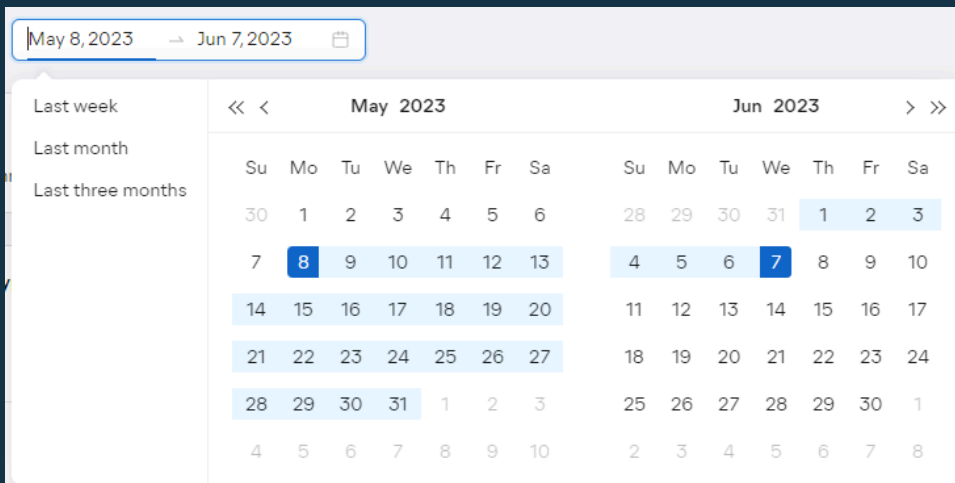 May 8, 2023 → Jun 7, 2023
Last week
Last month
Last three months
May 2023
Su Mo Tu We Th Fr Sa
30 1 2 3 4 5 6
7 8 9 10 11 12 13
14 15 16 17 18 19 20
21 22 23 24 25 26 27
28 29 30 31 1 2 3
4 5 6 7 8 9 10
Jun 2023
Su Mo Tu We Th Fr Sa
28 29 30 31 1 2 3
4 5 6 7 8 9 10
11 12 13 14 15 16 17
18 19 20 21 22 23 24
25 26 27 28 29 30 1
2 3 4 5 6 7 8